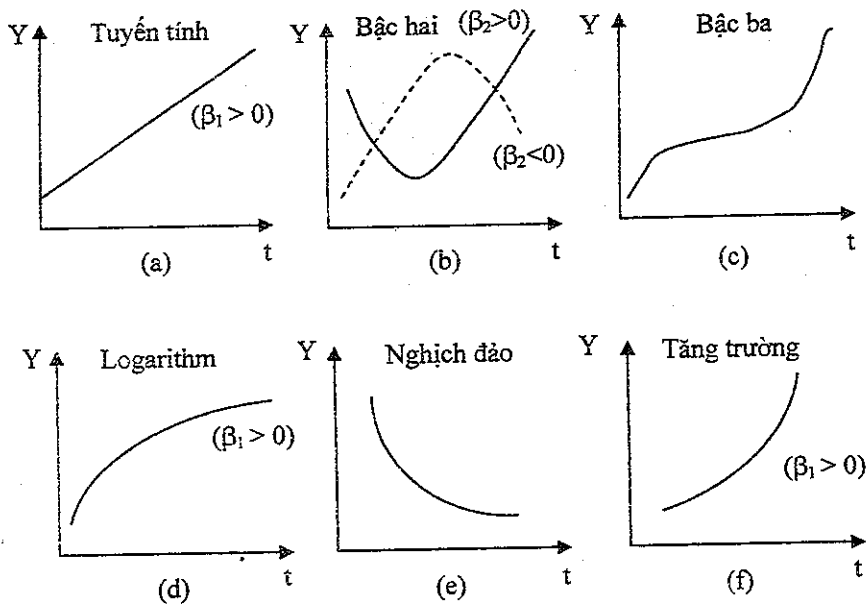 Y Tuyến tính
(β₁ > 0)
t
(a)
Y Bậc hai (β₂>0)
(β₂<0)
t
(b)
Y Bậc ba
t
(c)
Y Logarithm
(β₁ > 0)
t
(d)
Y Nghịch đảo
t
(e)
Y Tăng trường
(β₁ > 0)
t
(f)